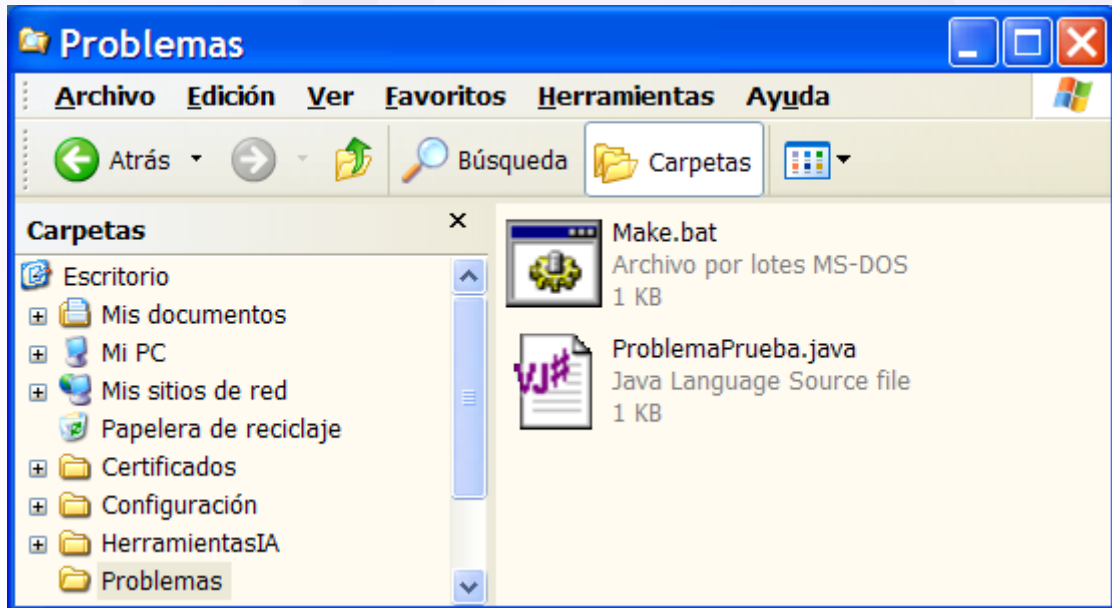 Problemas
Archivo Edición Ver Favoritos Herramientas Ayuda
Atrás Búsqueda Carpetas
Carpetas
Escritorio
Mis documentos
Mi PC
Mis sitios de red
Papelera de reciclaje
Certificados
Configuración
HerramientasIA
Problemas
Make.bat
Archivo por lotes MS-DOS
1 KB
VJ#
ProblemaPrueba.java
Java Language Source file
1 KB